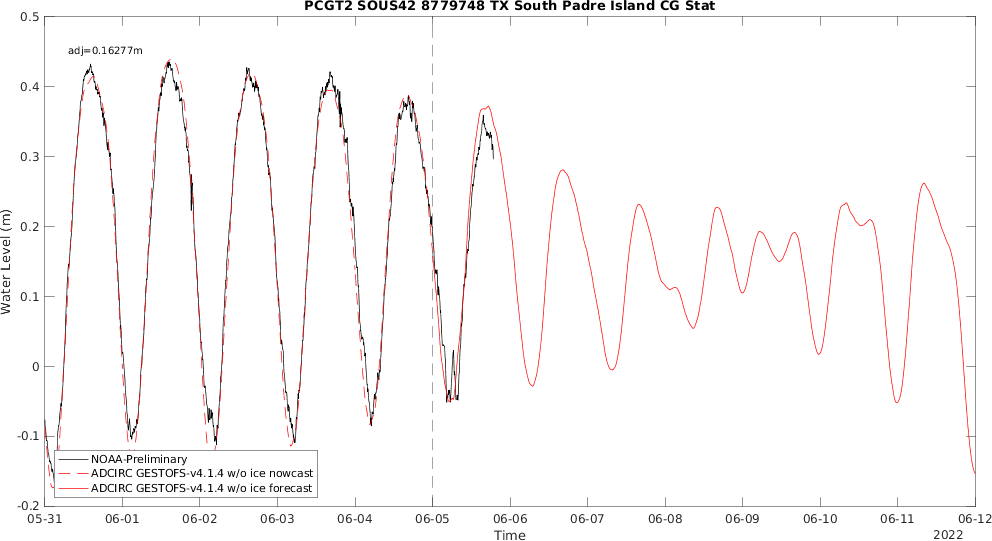 PCGT2 SOUS42 8779748 TX South Padre Island CG Stat
adj=0.16277m
0.5
0.4
0.3
0.2
0.1
0
-0.1
-0.2
Water Level (m)
NOAA-Preliminary
ADCIRC GESTOFS-v4.1.4 w/o ice nowcast
ADCIRC GESTOFS-v4.1.4 w/o ice forecast
05-31 06-01 06-02 06-03 06-04 06-05 06-06 06-07 06-08 06-09 06-10 06-11 06-12
Time
2022